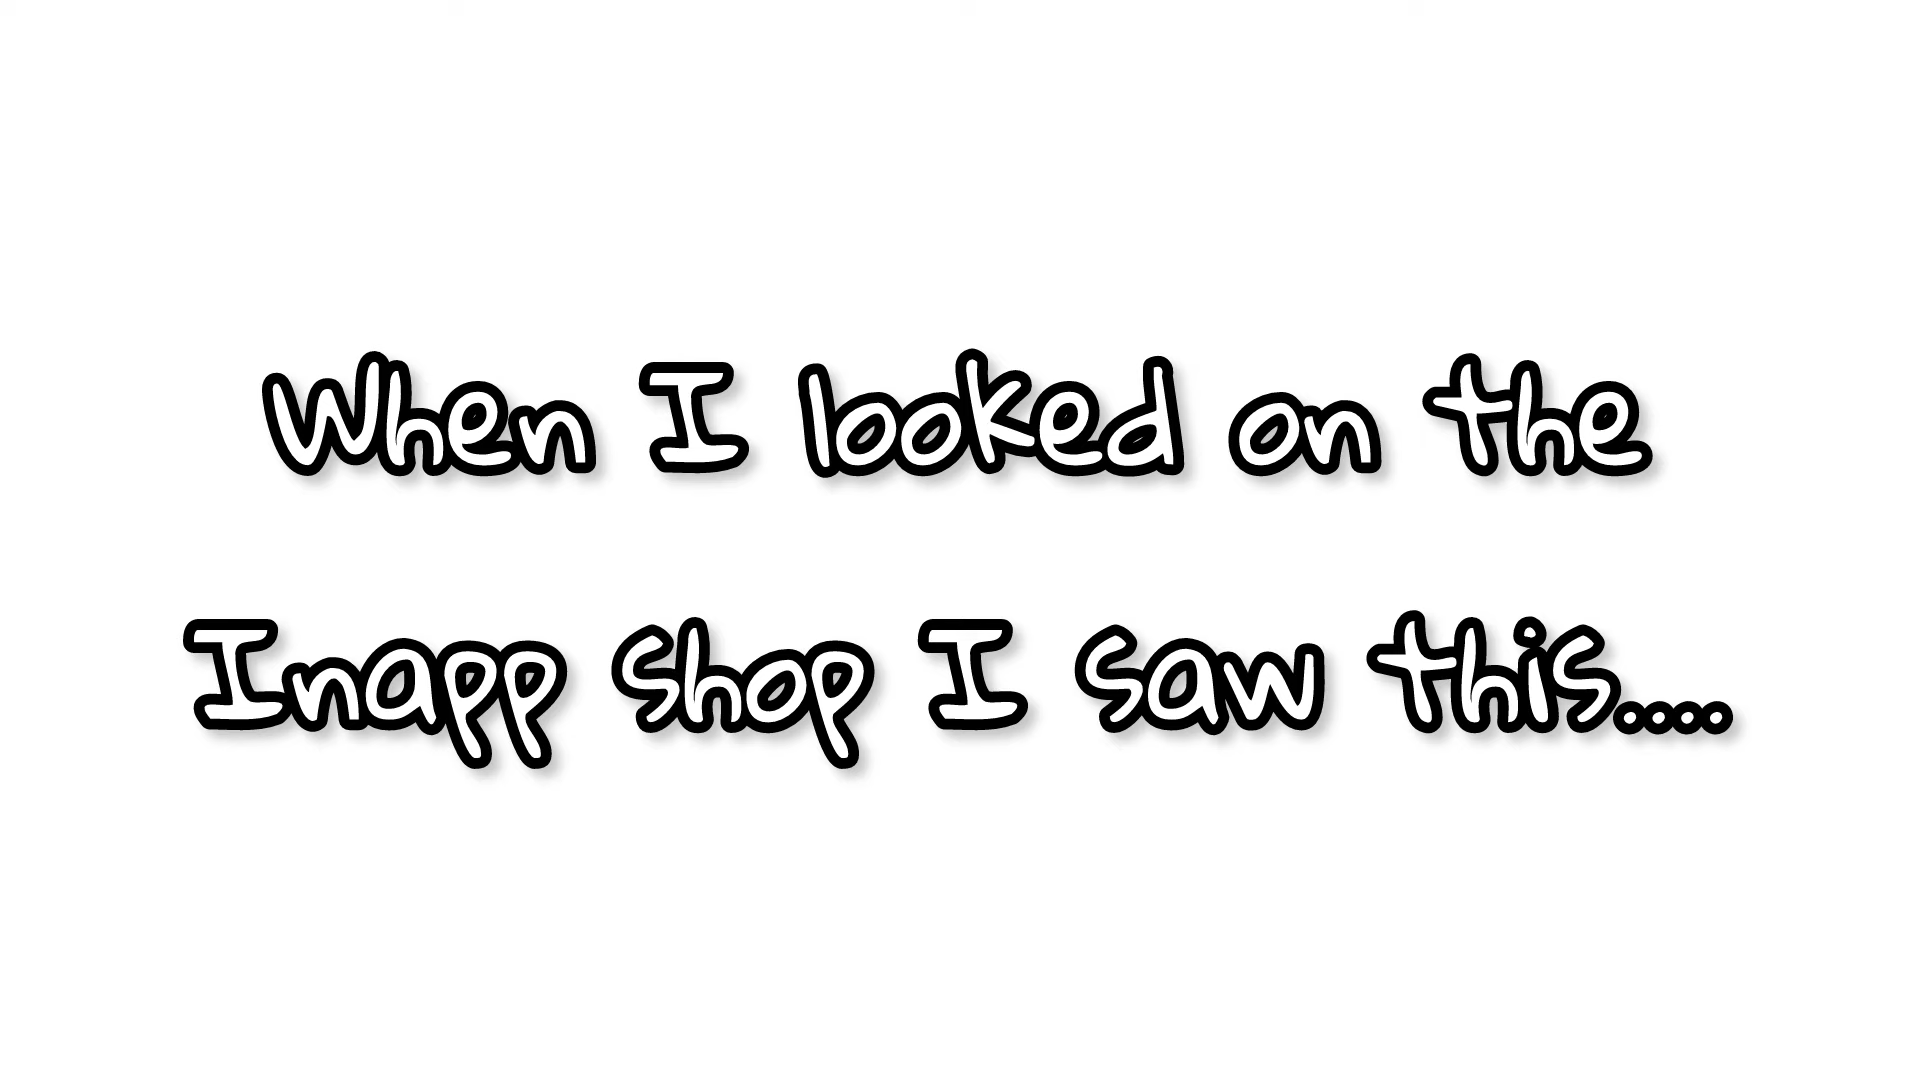 When I looked on the
Inapp Shop I saw this....